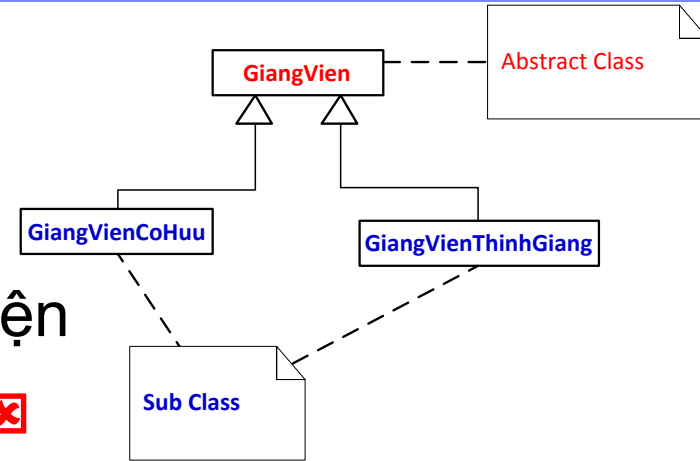 Abstract Class
GiangVien
GiangVienCoHuu
GiangVienThinhGiang
ện
Sub Class